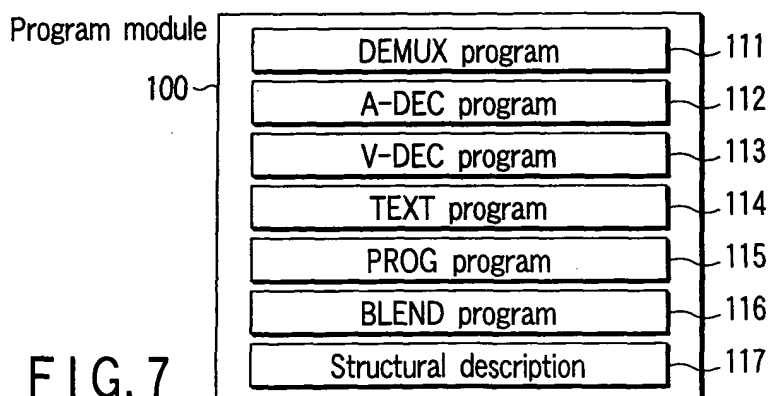 Program module
100
DEMUX program 111
A-DEC program 112
V-DEC program 113
TEXT program 114
PROG program 115
BLEND program 116
Structural description 117
FIG. 7